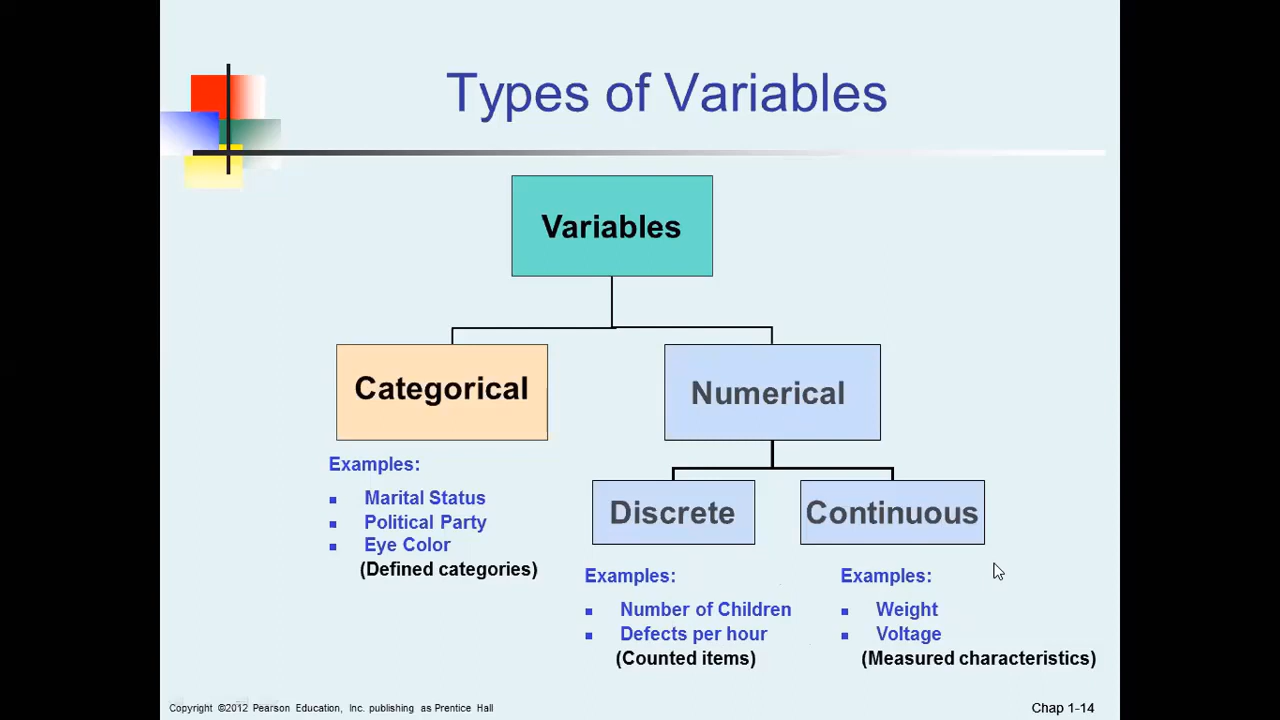 Types of Variables
Variables
Categorical
Numerical
Examples:
Marital Status
Political Party
Eye Color
(Defined categories)
Discrete
Continuous
Examples:
Number of Children
Defects per hour
(Counted items)
Examples:
Weight
Voltage
(Measured characteristics)
Copyright ©2012 Pearson Education, Inc. publishing as Prentice Hall
Chap 1-14